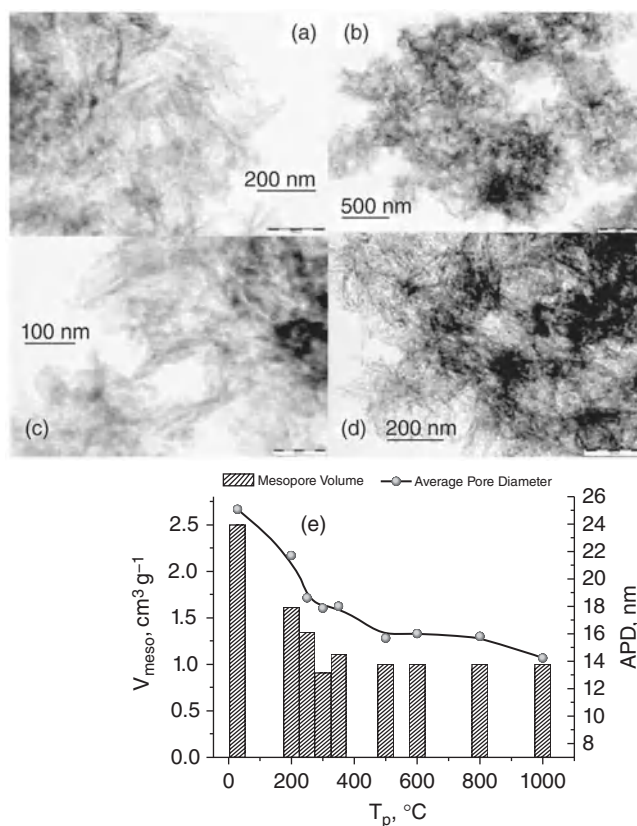 (a)
(b)
200 nm
500 nm
100 nm
(c)
(d)
200 nm
Mesopore Volume
Average Pore Diameter
(e)
V_meso, cm³ g⁻¹
2.5
2.0
1.5
1.0
0.5
0.0
26
24
22
20
18
16
14
12
10
8
APD, nm
0 200 400 600 800 1000
T_p, °C